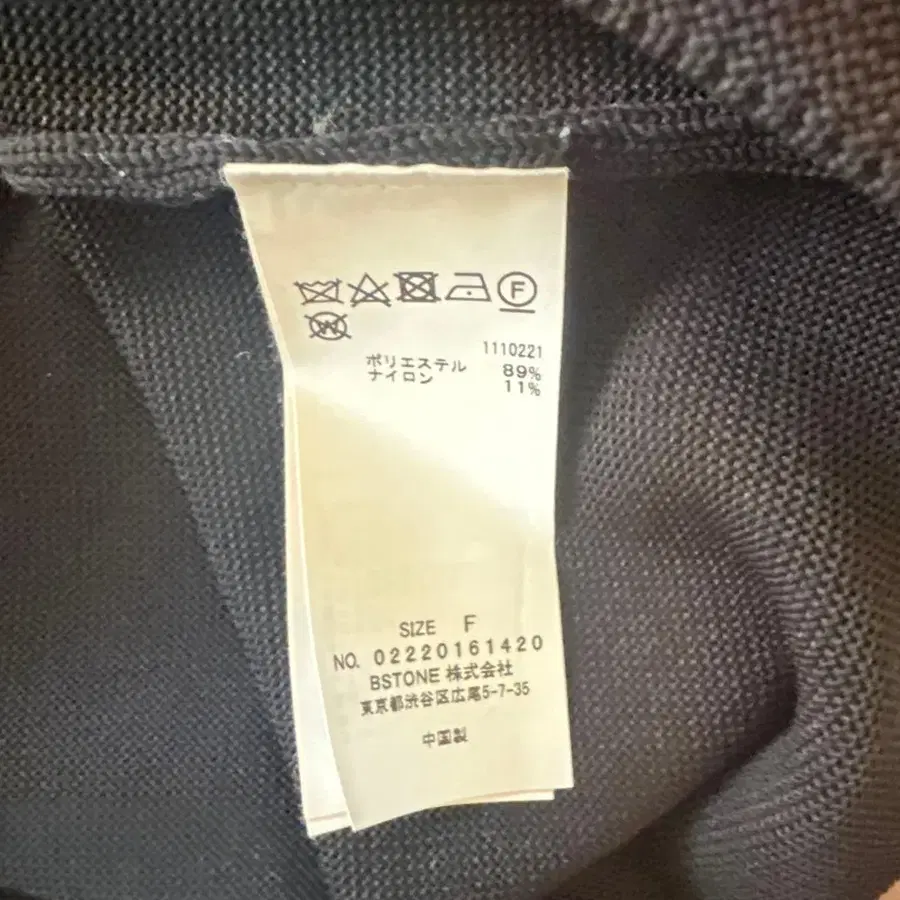 F
W
1110221
ポリエステル 89%
ナイロン 11%
SIZE F
NO. 02220161420
BSTONE 株式会社
東京都渋谷区広尾5-7-35
中国製